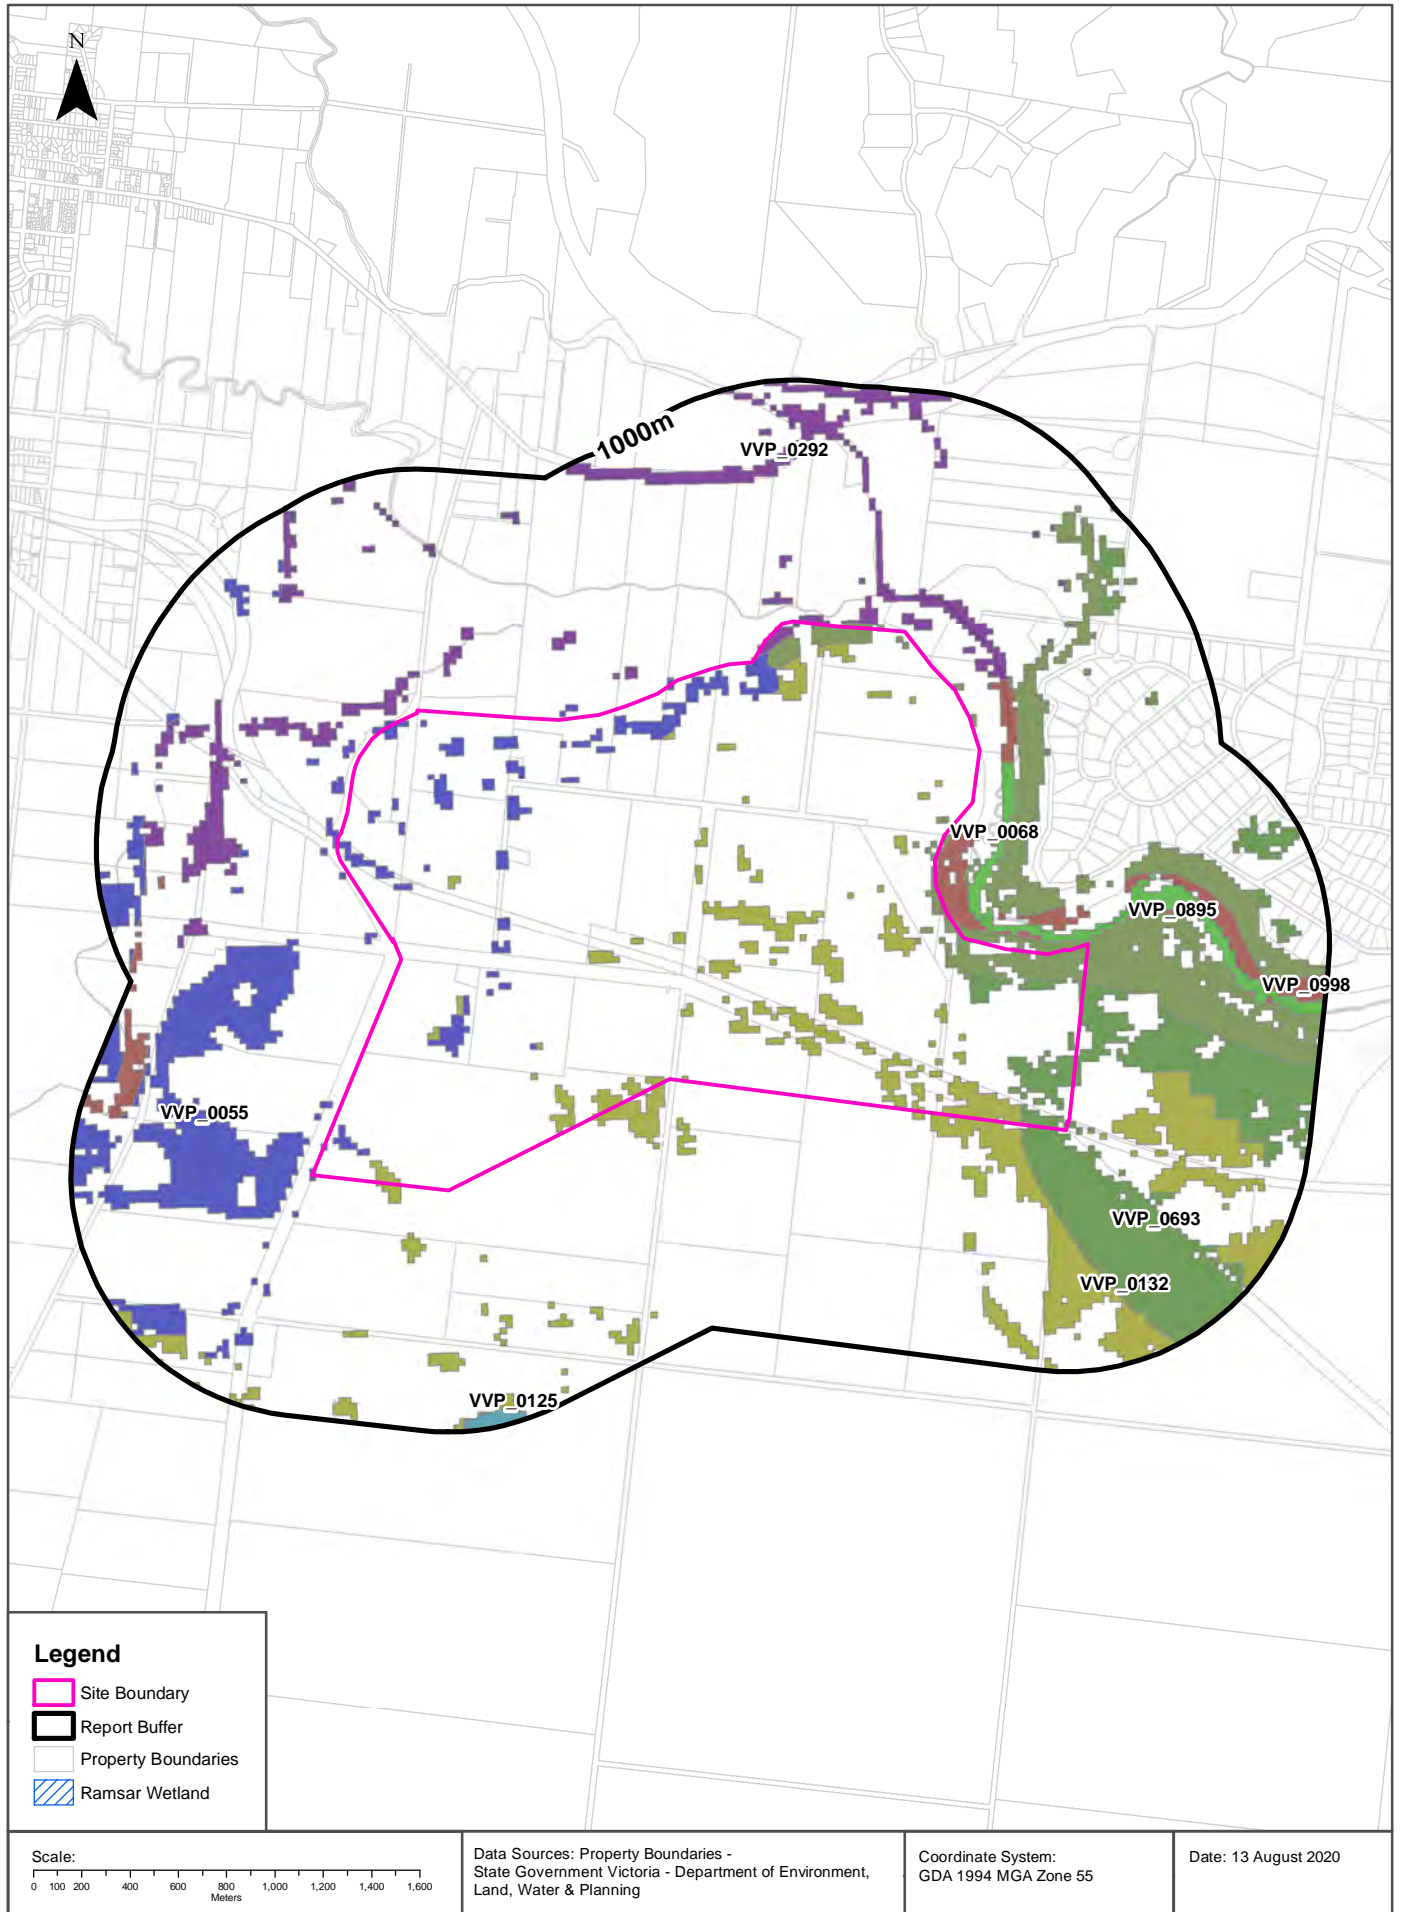 N
1000m
VVP_0292
VVP_0068
VVP_0895
VVP_0998
VVP_0055
VVP_0693
VVP_0132
VVP_0125
Legend
Site Boundary
Report Buffer
Property Boundaries
Ramsar Wetland
Scale:
0 100 200 400 600 800 1,000 1,200 1,400 1,600
Meters
Data Sources: Property Boundaries -
State Government Victoria - Department of Environment,
Land, Water & Planning
Coordinate System:
GDA 1994 MGA Zone 55
Date: 13 August 2020